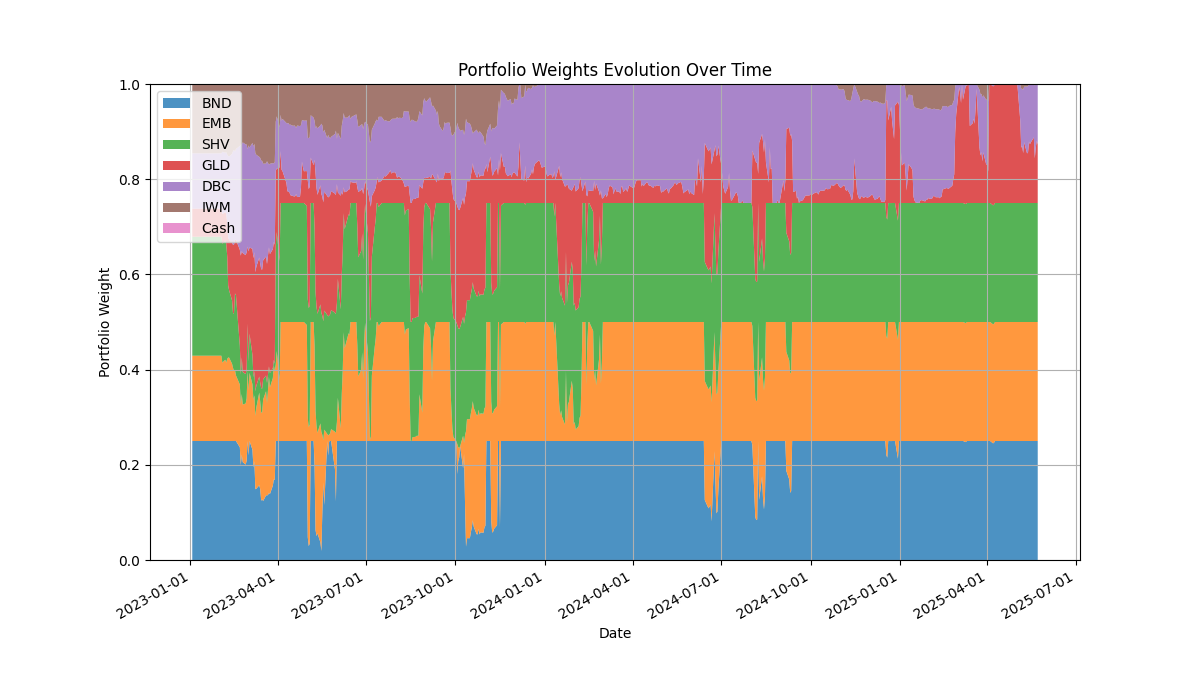 Portfolio Weights Evolution Over Time
1.0
0.8
0.6
0.4
0.2
0.0
Portfolio Weight
BND
EMB
SHV
GLD
DBC
IWM
Cash
2023-01-01
2023-04-01
2023-07-01
2023-10-01
2024-01-01
2024-04-01
2024-07-01
2024-10-01
2025-01-01
2025-04-01
2025-07-01
Date